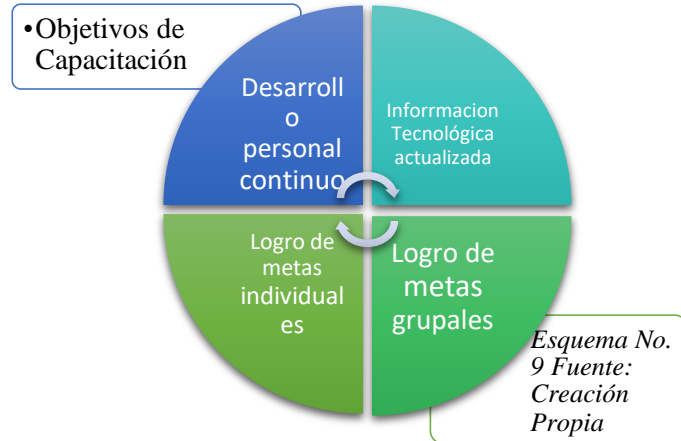 •Objetivos de
Capacitación
Desarroll
o
personal
continuo
Inforrmacion
Tecnológica
actualizada
Logro de
metas
individual
es
Logro de
metas
grupales
Esquema No.
9 Fuente:
Creación
Propia